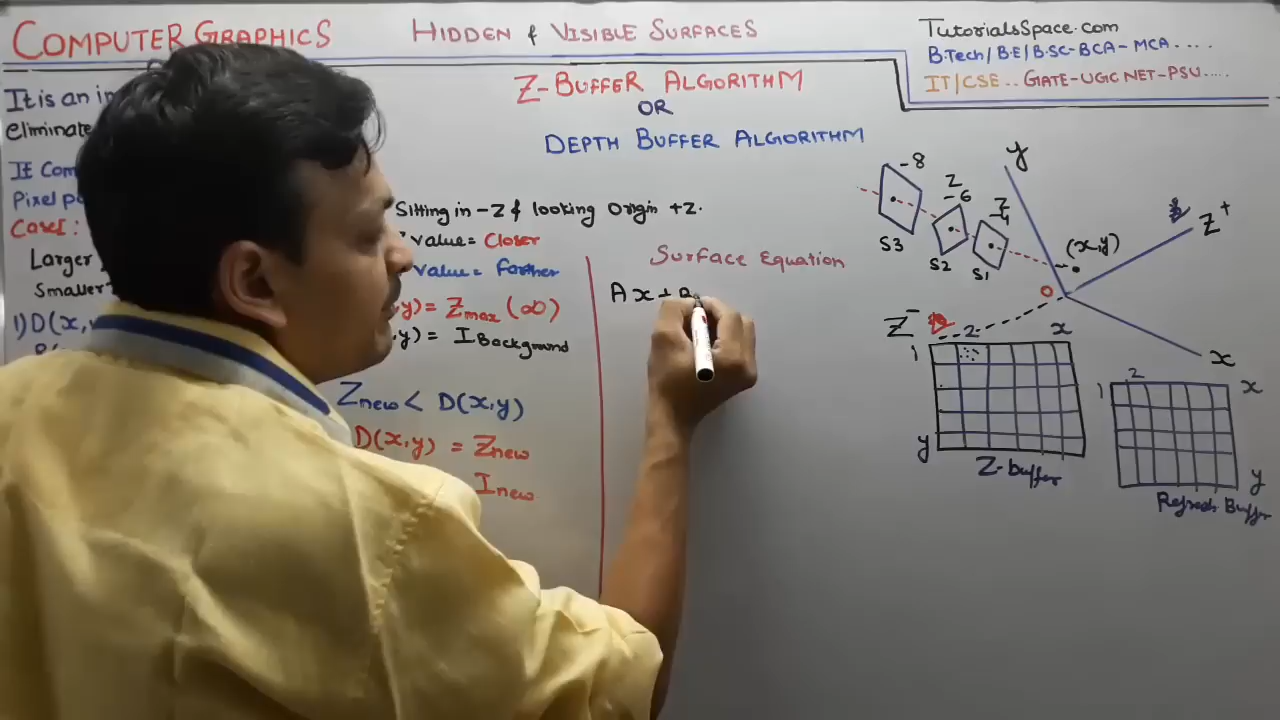 COMPUTER GRAPHICS
HIDDEN & VISIBLE SURFACES
TutorialsSpace.com
B.Tech/B.E/B.SC-BCA-MCA.....
IT/CSE...GATE-UGC NET-PSU.....
Z-BUFFER ALGORITHM
OR
DEPTH BUFFER ALGORITHM
It is an
eliminate
It
Pixel
Case I:
Larger
Smaller
1) D(x,
Sitting in -Z & looking Origin +Z.
value = Closer
value = farther
y) = Zmax (∞)
y) = I Background
Znew < D(x,y)
D(x,y) = Znew
Inew
Surface Equation
Ax +
-8
S3
Z
-6
S2
Z
-4
S1
y
Z+
(x,y)
O
x
Z-
2
x
1
y
Z-buffer
1
2
x
y
Refresh Buffer